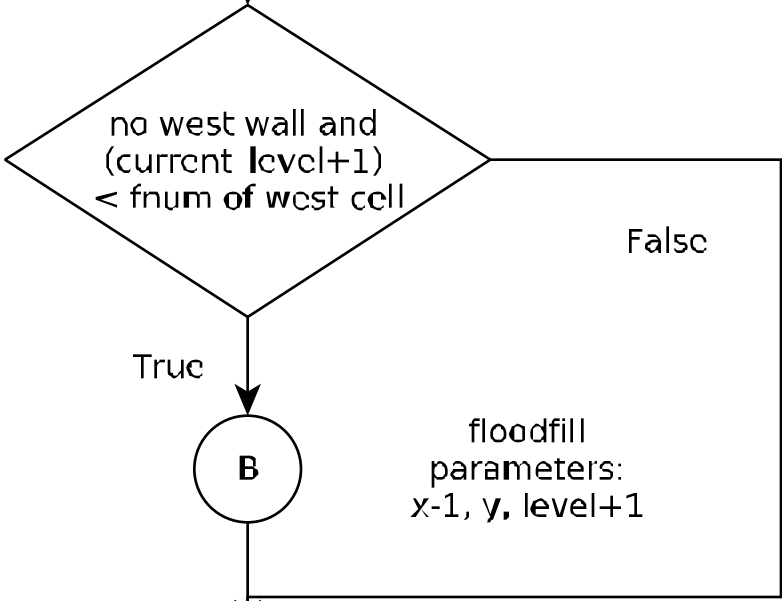 no west wall and
(current level+1)
< fnum of west cell
False
True
B
floodfill
parameters:
x-1, y, level+1